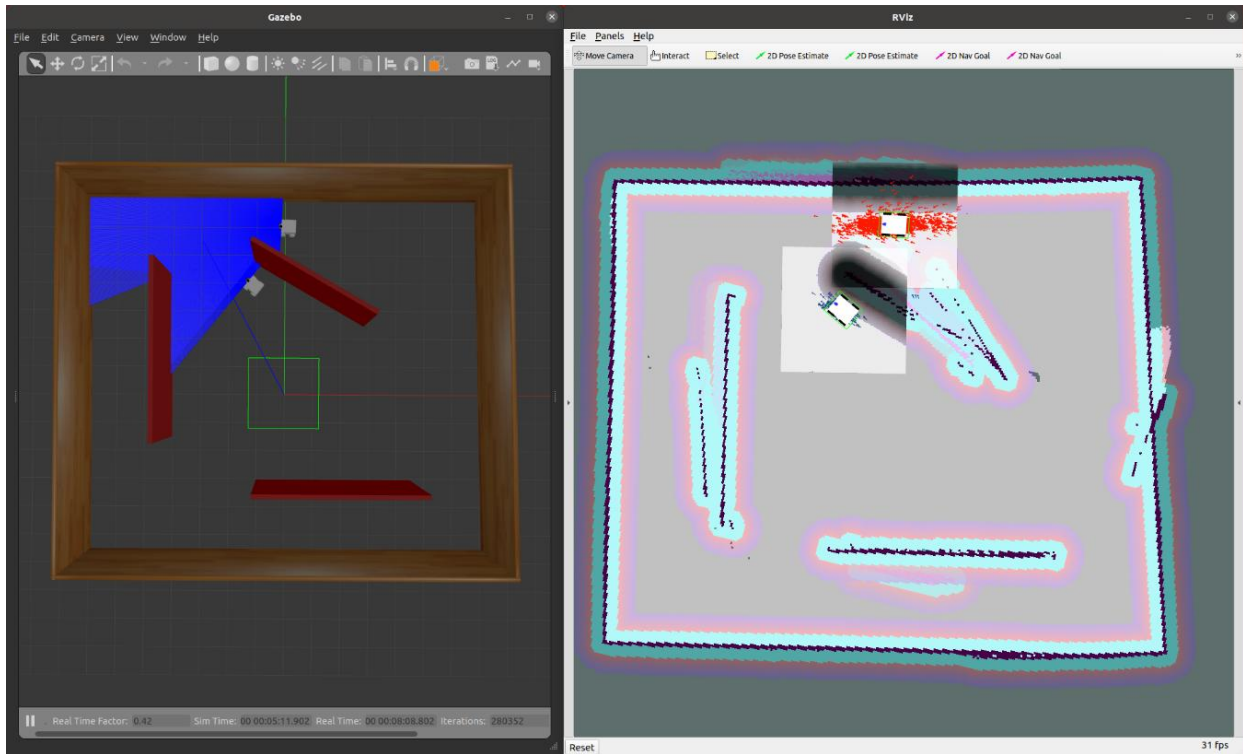 Gazebo
File Edit Camera View Window Help
Real Time Factor: 0.42 Sim Time: 00 00:05:11.902 Real Time: 00 00:08:08.802 Iterations: 280352
RViz
File Panels Help
Move Camera Interact Select 2D Pose Estimate 2D Pose Estimate 2D Nav Goal 2D Nav Goal
Reset 31 fps